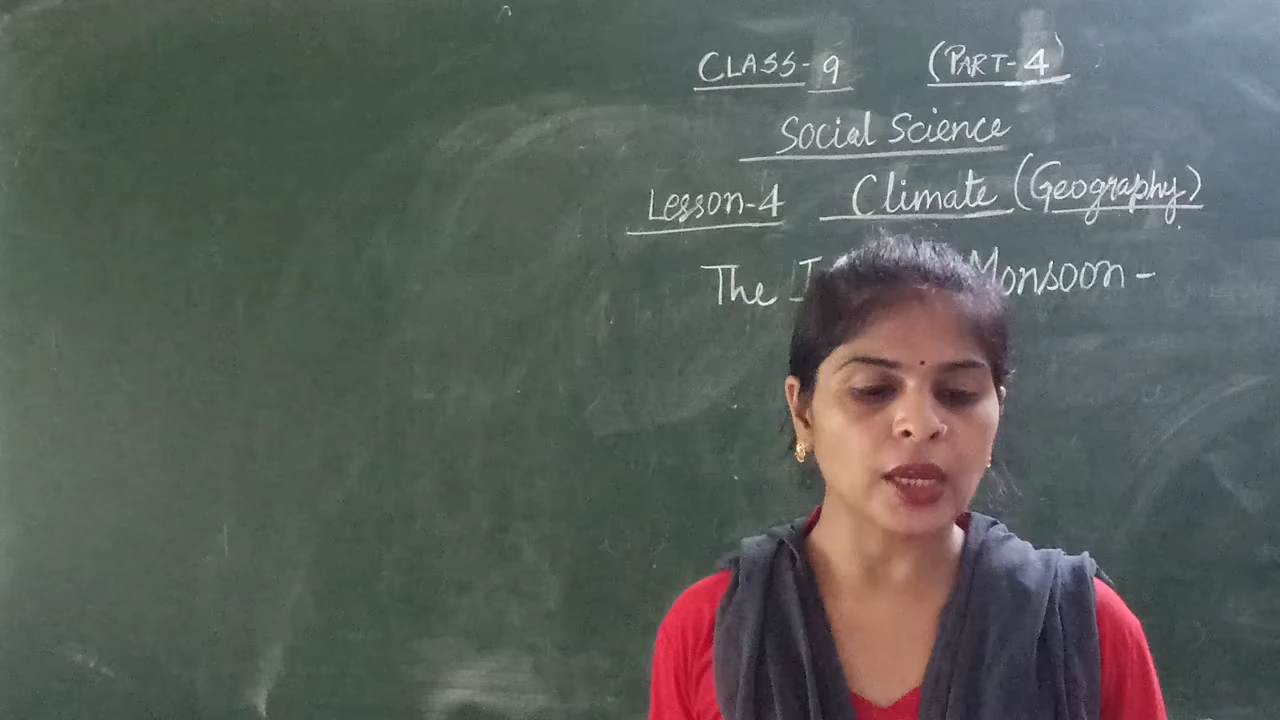 CLASS-9 (PART-4)
Social Science
Lesson-4 Climate (Geography)
The Monsoon-